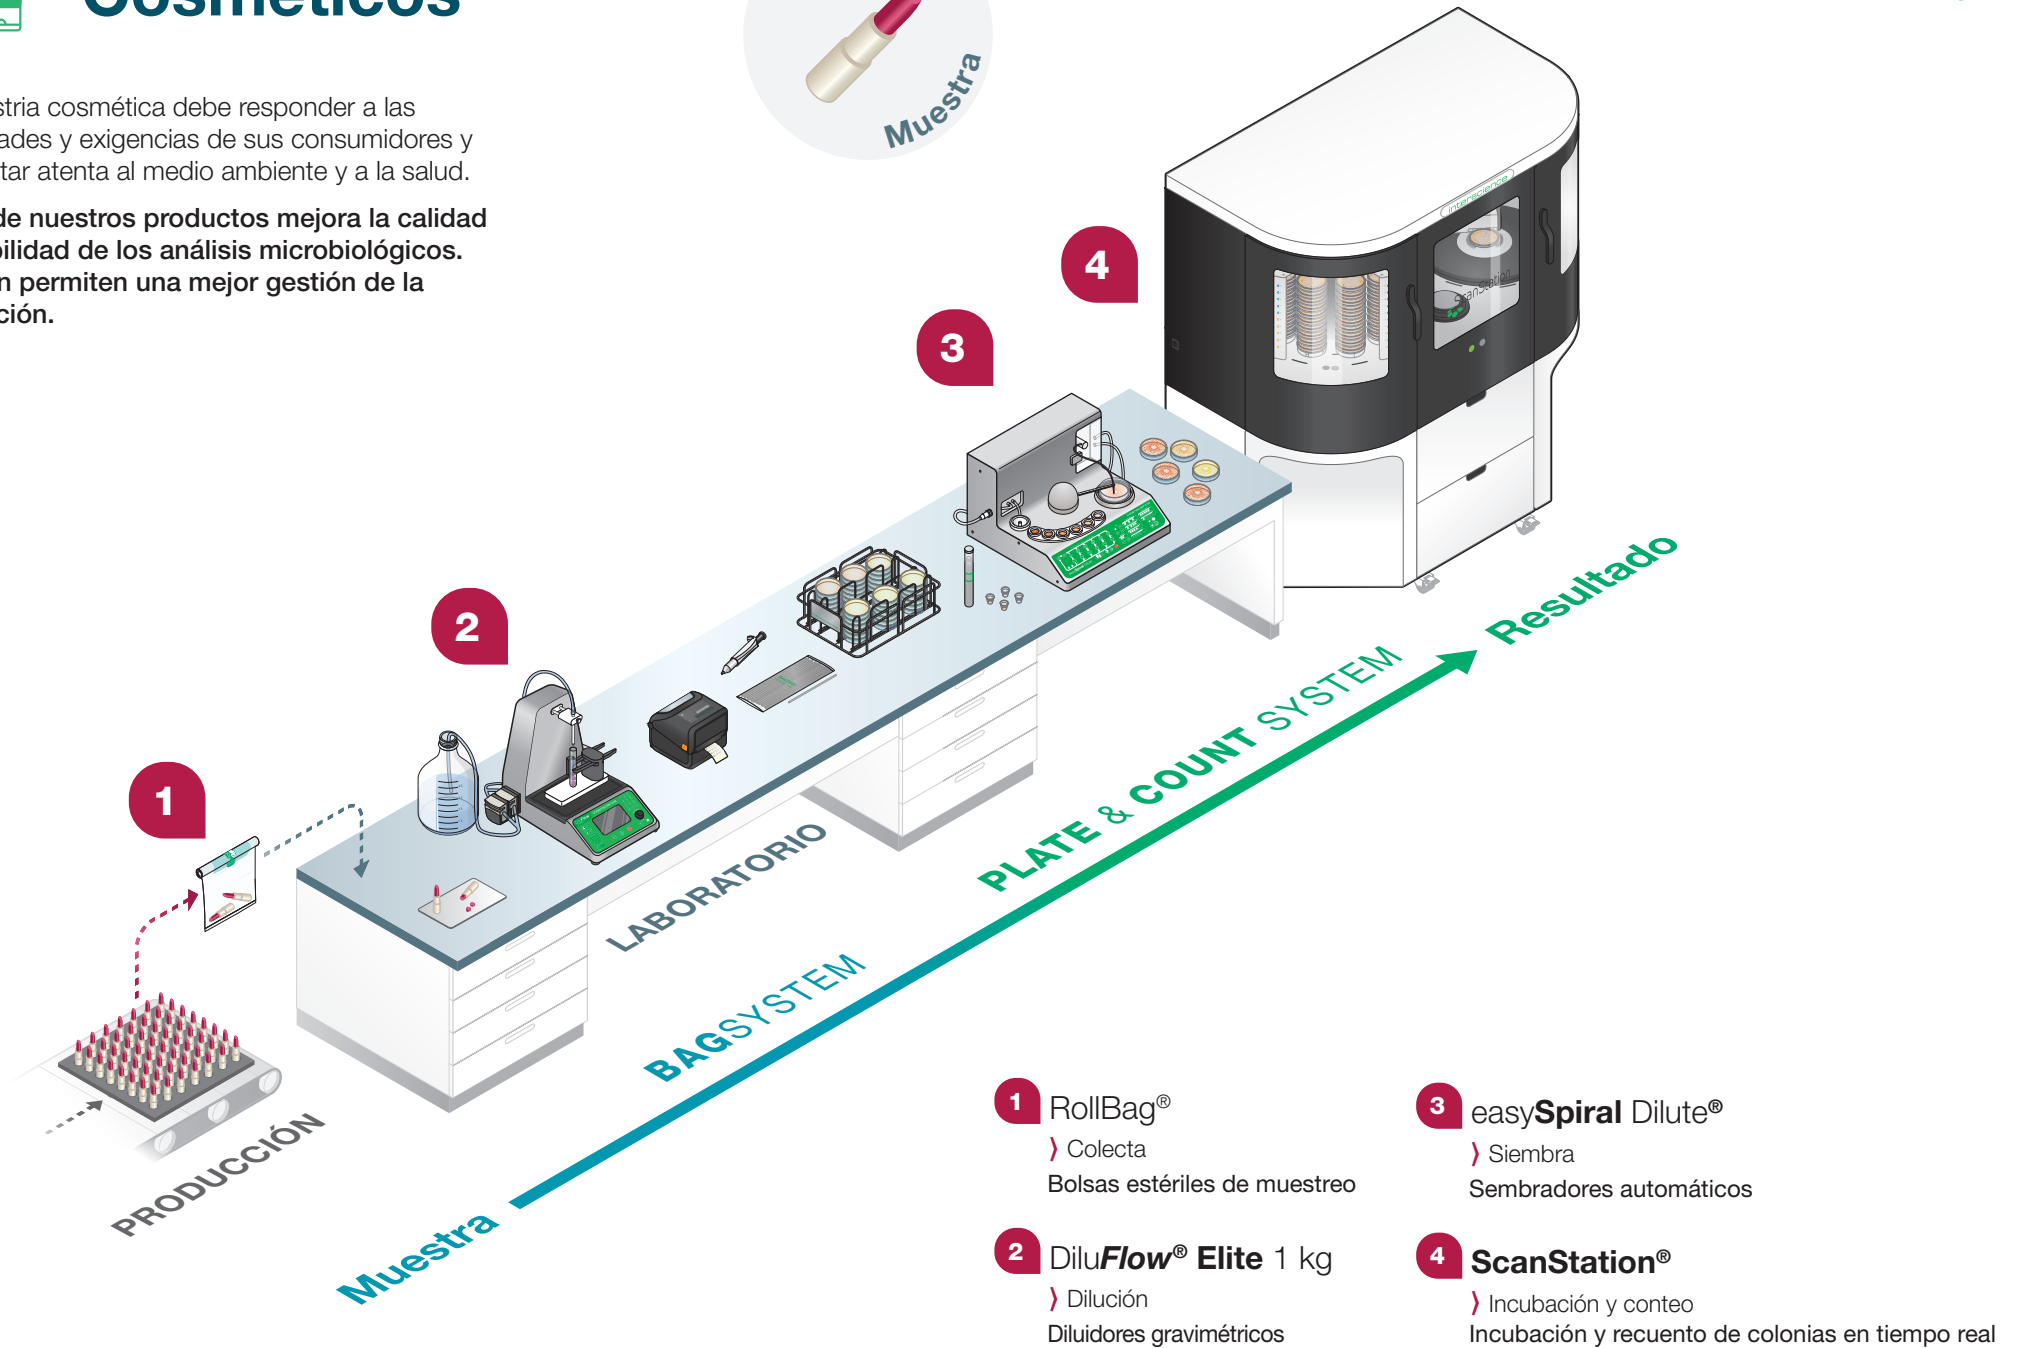 Cosméticos
stria cosmética debe responder a las
ades y exigencias de sus consumidores y
tar atenta al medio ambiente y a la salud.
de nuestros productos mejora la calidad
bilidad de los análisis microbiológicos.
n permiten una mejor gestión de la
ción.
Muestra
interscience
ScanStation
1
2
3
4
PRODUCCIÓN
LABORATORIO
Muestra
BAGSYSTEM
PLATE & COUNT SYSTEM
Resultado
1 RollBag®
⟩ Colecta
Bolsas estériles de muestreo
2 DiluFlow® Elite 1 kg
⟩ Dilución
Diluidores gravimétricos
3 easySpiral Dilute®
⟩ Siembra
Sembradores automáticos
4 ScanStation®
⟩ Incubación y conteo
Incubación y recuento de colonias en tiempo real